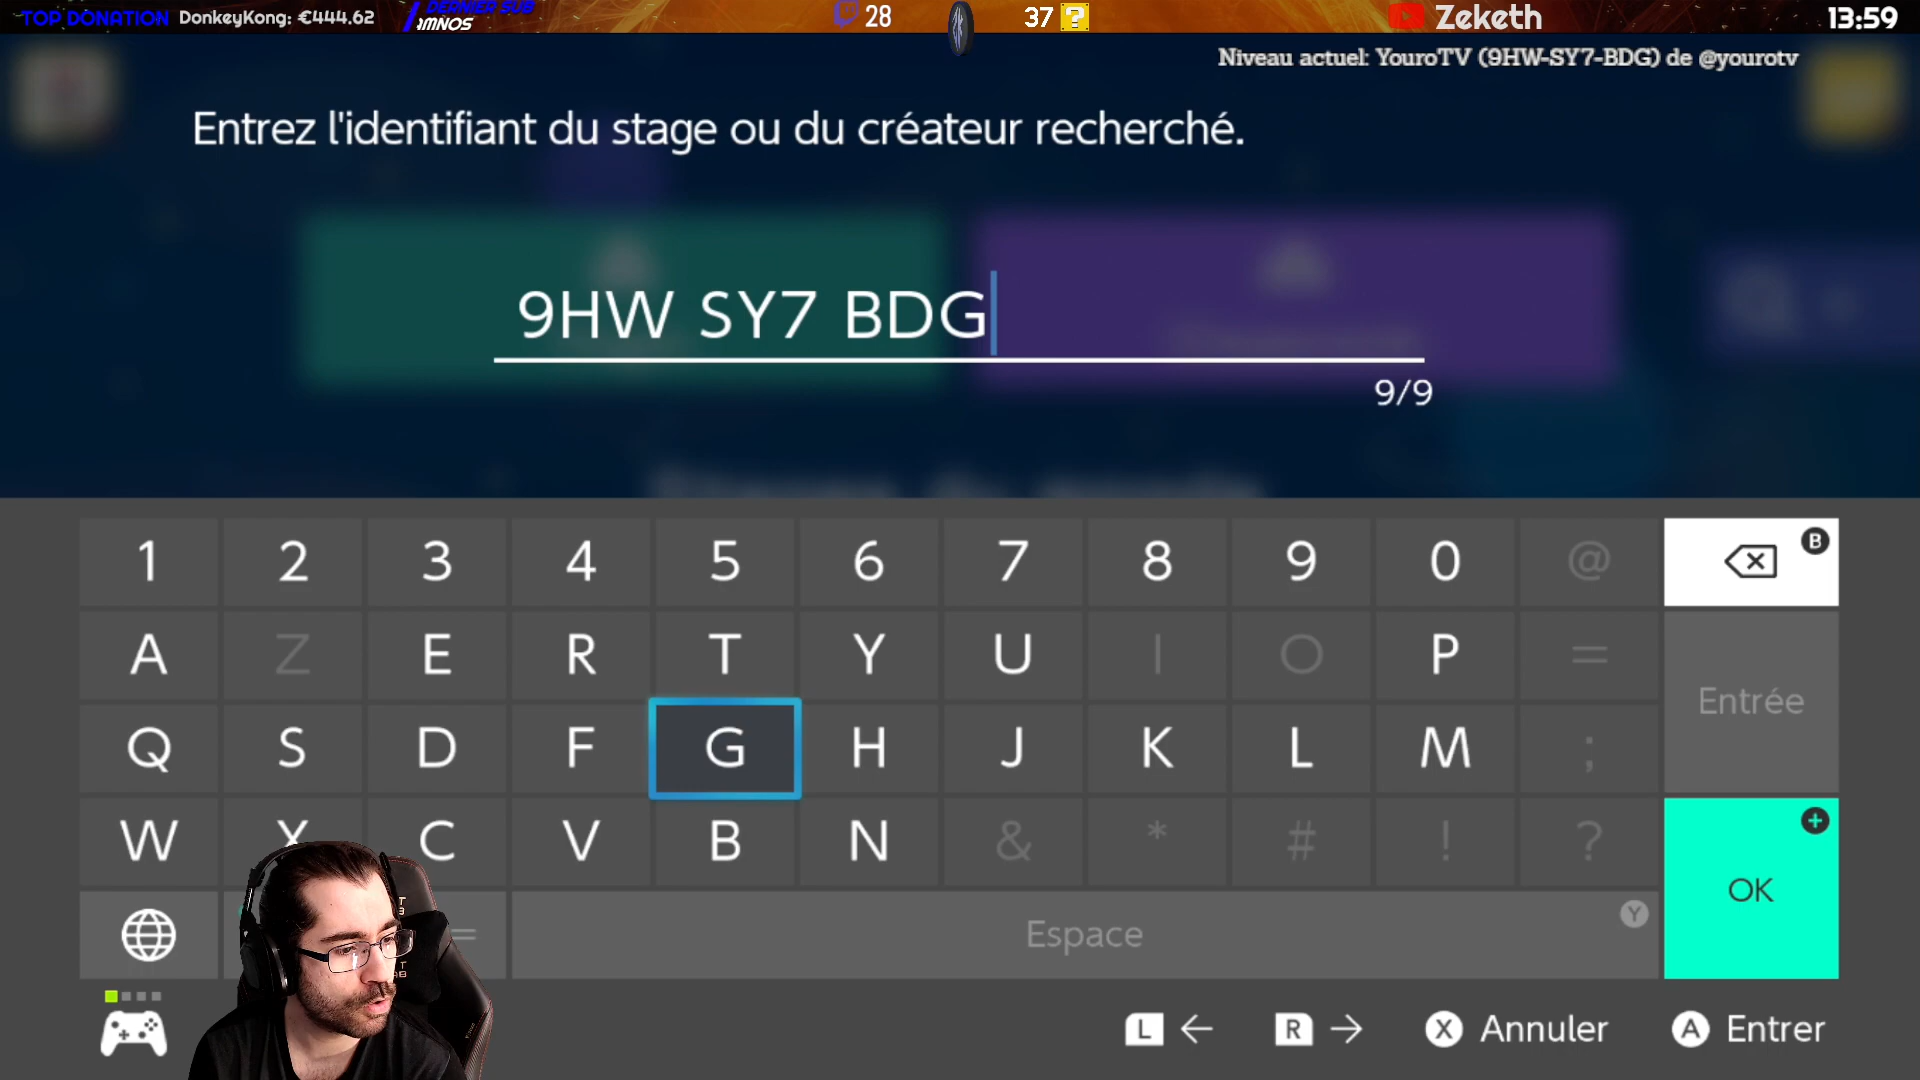 TOP DONATION DonkeyKong: €444.62
DERNIER SUB
1MNOS
28
37 ?
Zeketh
13:59
Niveau actuel: YouroTV (9HW-SY7-BDG) de @yourotv
Entrez l'identifiant du stage ou du créateur recherché.
9HW SY7 BDG
9/9
1 2 3 4 5 6 7 8 9 0 @ B
A Z E R T Y U I O P =
Entrée
Q S D F G H J K L M ;
W X C V B N & * # ! ?
+
OK
=
Espace Y
L ← R → X Annuler A Entrer